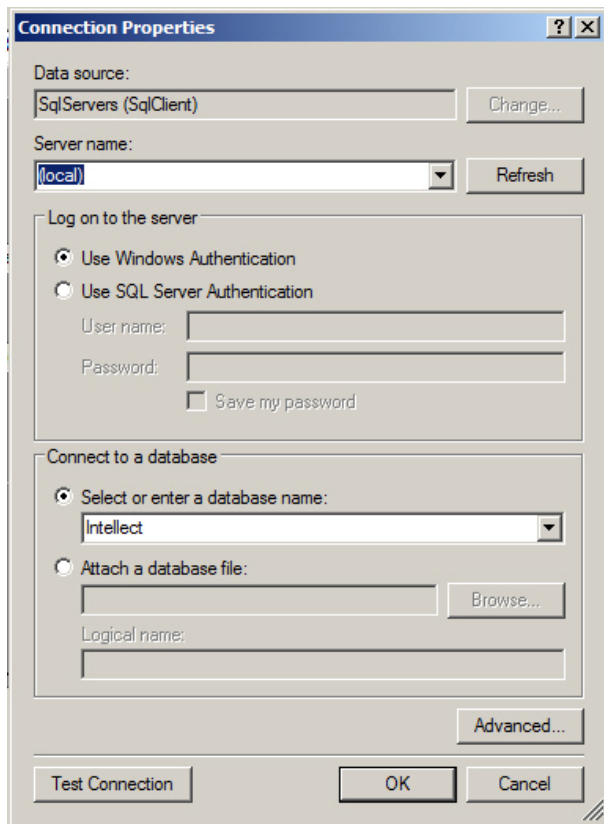 Connection Properties
Data source:
SqlServers (SqlClient)
Change...
Server name:
(local)
Refresh
Log on to the server
Use Windows Authentication
Use SQL Server Authentication
User name:
Password:
Save my password
Connect to a database
Select or enter a database name:
Intellect
Attach a database file:
Browse...
Logical name:
Advanced...
Test Connection
OK
Cancel